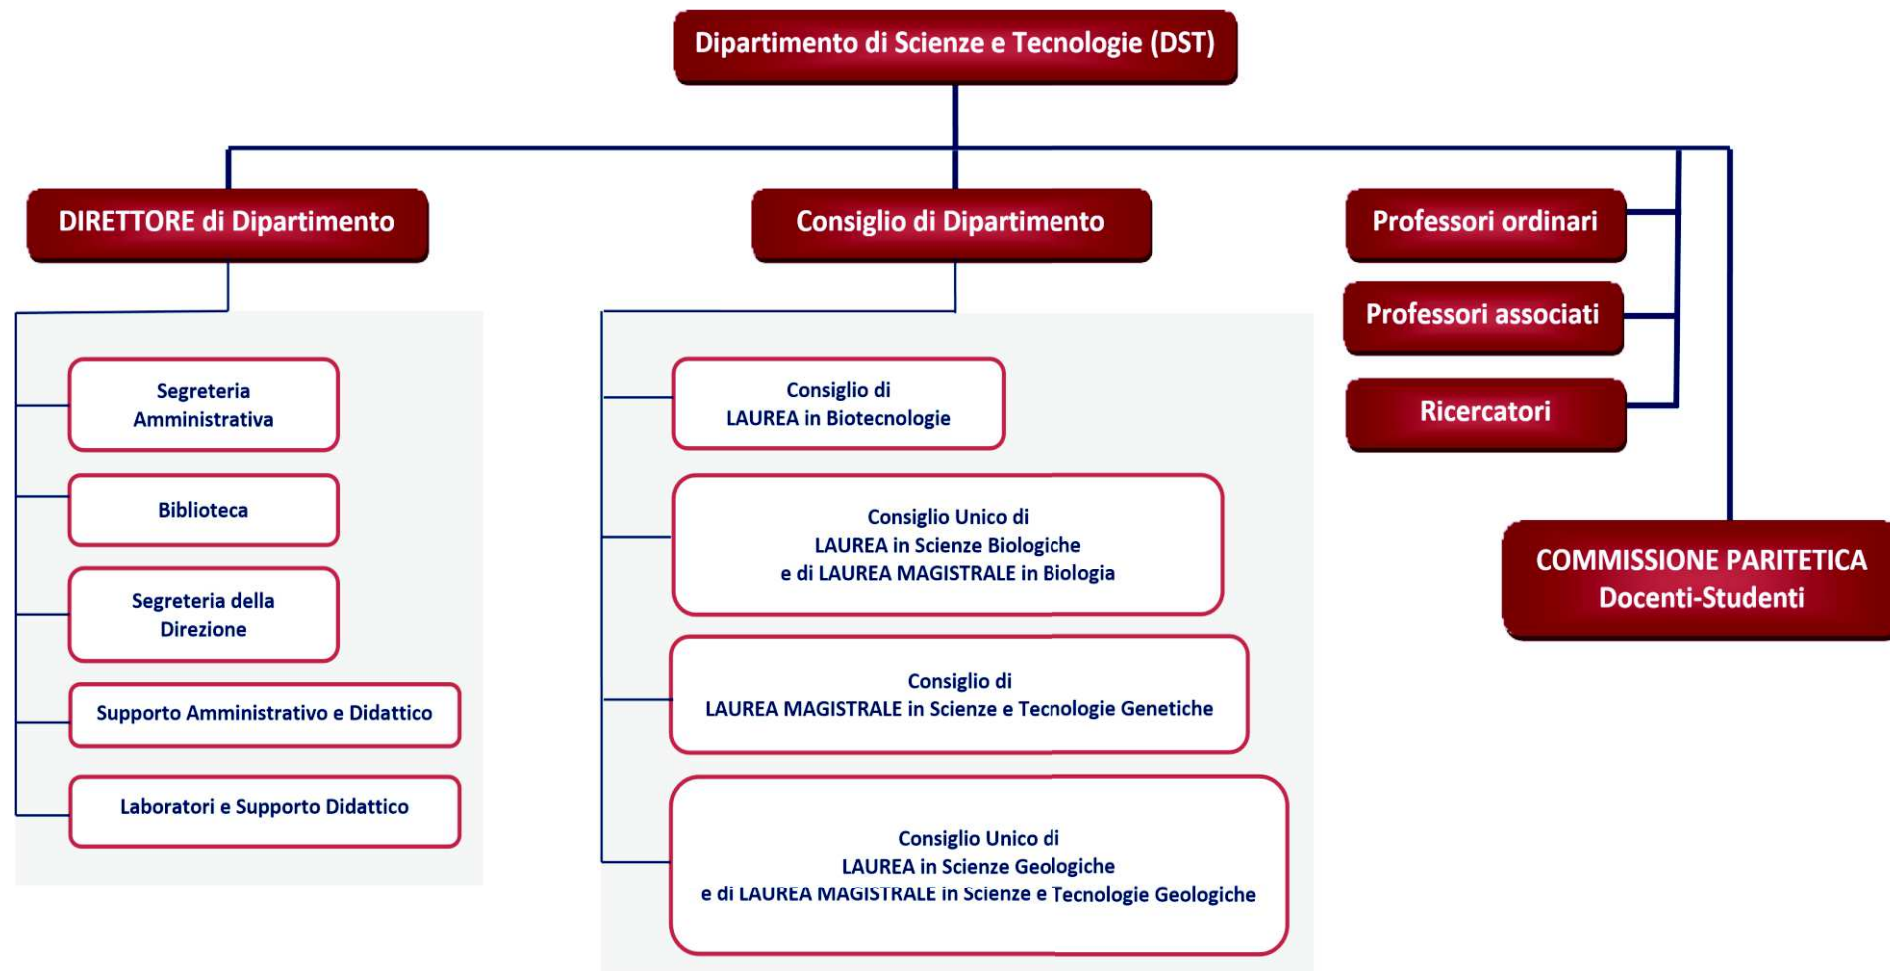 Dipartimento di Scienze e Tecnologie (DST)
DIRETTORE di Dipartimento
Segreteria
Amministrativa
Biblioteca
Segreteria della
Direzione
Supporto Amministrativo e Didattico
Laboratori e Supporto Didattico
Consiglio di Dipartimento
Consiglio di
LAUREA in Biotecnologie
Consiglio Unico di
LAUREA in Scienze Biologiche
e di LAUREA MAGISTRALE in Biologia
Consiglio di
LAUREA MAGISTRALE in Scienze e Tecnologie Genetiche
Consiglio Unico di
LAUREA in Scienze Geologiche
e di LAUREA MAGISTRALE in Scienze e Tecnologie Geologiche
Professori ordinari
Professori associati
Ricercatori
COMMISSIONE PARITETICA
Docenti-Studenti